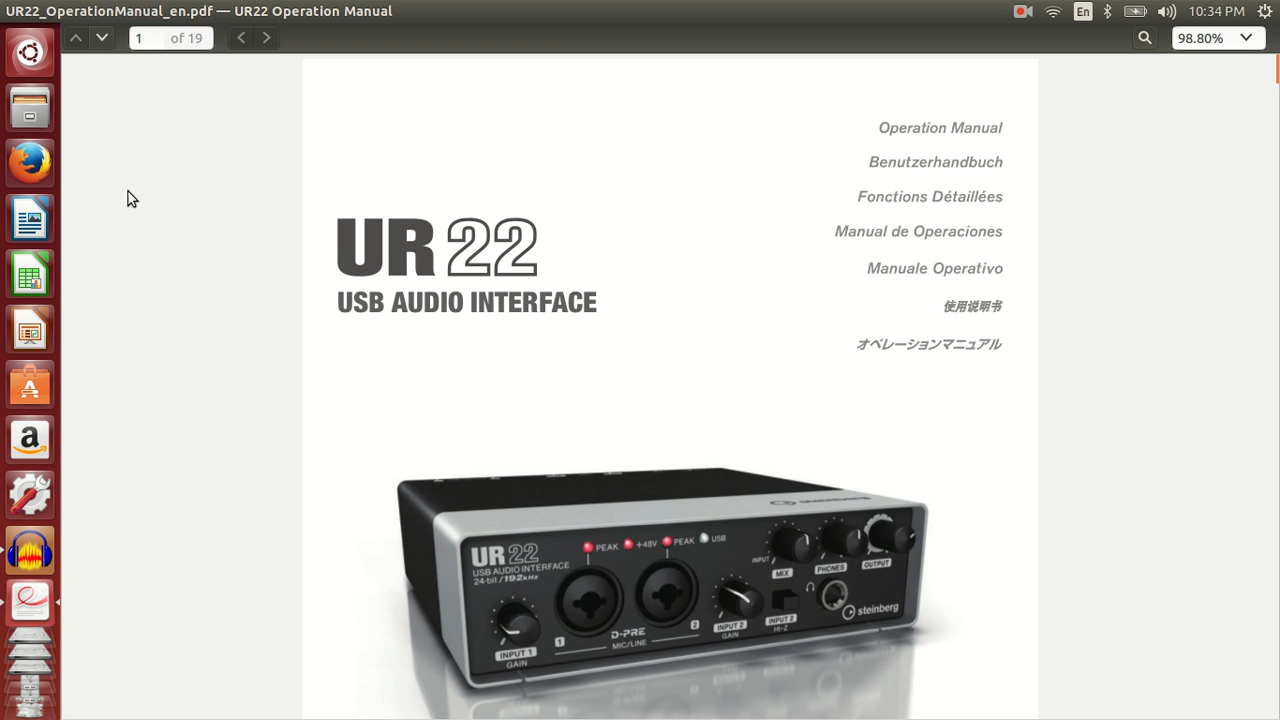 UR22_OperationManual_en.pdf — UR22 Operation Manual
En
10:34 PM
1 of 19
98.80%
Operation Manual
Benutzerhandbuch
Fonctions Détaillées
Manual de Operaciones
Manuale Operativo
使用说明书
オペレーションマニュアル
UR22
USB AUDIO INTERFACE
steinberg
UR22
USB AUDIO INTERFACE
24-bit/192kHz
PEAK +48V PEAK USB
INPUT MIX PHONES OUTPUT
INPUT 1 GAIN
1 D-PRE 2
MIC/LINE
INPUT 2 GAIN
INPUT 2 HI-Z
steinberg